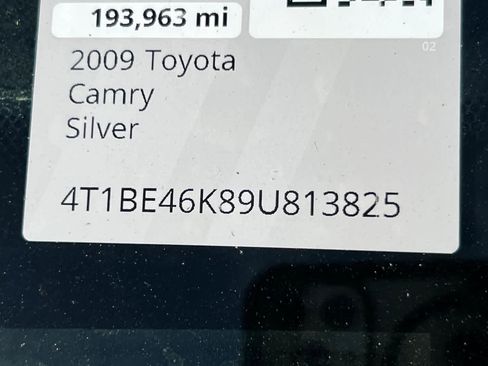 193,963 mi
02
2009 Toyota
Camry
Silver
4T1BE46K89U813825